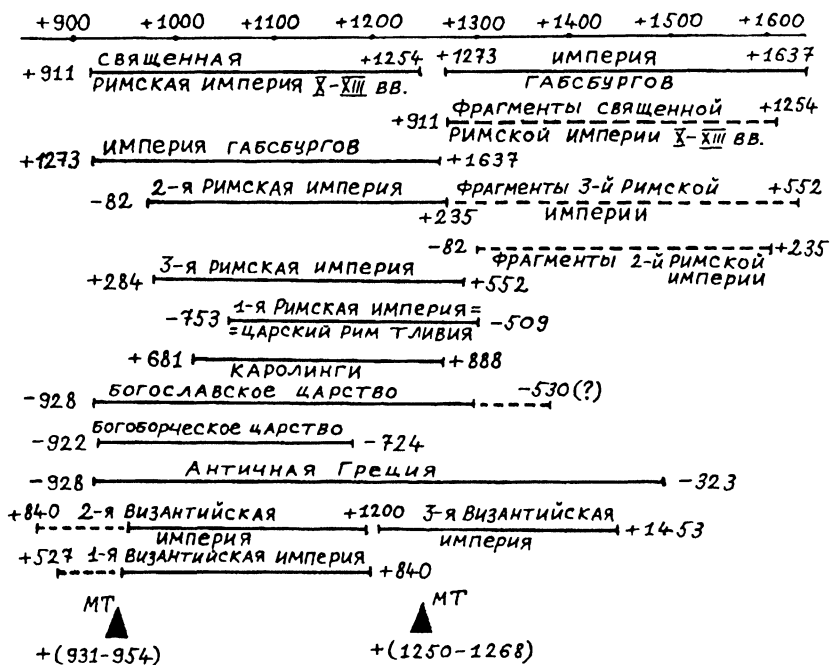 +900 +1000 +1100 +1200 +1300 +1400 +1500 +1600
СВЯЩЕННАЯ +1254 +1273 ИМПЕРИЯ +1637
+911 РИМСКАЯ ИМПЕРИЯ X-XIII ВВ. ГАБСБУРГОВ
ФРАГМЕНТЫ СВЯЩЕННОЙ +1254
+911 РИМСКОЙ ИМПЕРИИ X-XIII ВВ.
ИМПЕРИЯ ГАБСБУРГОВ
+1273 +1637
2-Я РИМСКАЯ ИМПЕРИЯ ФРАГМЕНТЫ 3-Й РИМСКОЙ +552
-82 +235 ИМПЕРИИ
-82 ФРАГМЕНТЫ 2-Й РИМСКОЙ +235
ИМПЕРИИ
3-Я РИМСКАЯ ИМПЕРИЯ
+284 +552
1-Я РИМСКАЯ ИМПЕРИЯ=
-753 =ЦАРСКИЙ РИМ ТЛИВИЯ -509
+681 КАРОЛИНГИ +888
БОГОСЛАВСКОЕ ЦАРСТВО -530(?)
-928
БОГОБОРЧЕСКОЕ ЦАРСТВО
-922 -724
АНТИЧНАЯ ГРЕЦИЯ
-928 -323
+840 2-Я ВИЗАНТИЙСКАЯ +1200 3-Я ВИЗАНТИЙСКАЯ
ИМПЕРИЯ ИМПЕРИЯ +1453
+527 1-Я ВИЗАНТИЙСКАЯ ИМПЕРИЯ
+840
МТ МТ
+(931-954) +(1250-1268)